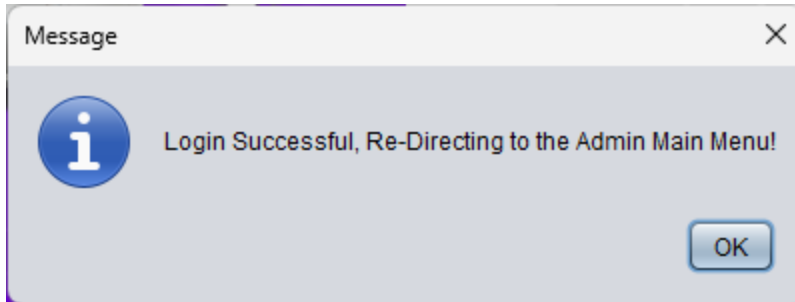 Message
Login Successful, Re-Directing to the Admin Main Menu!
OK